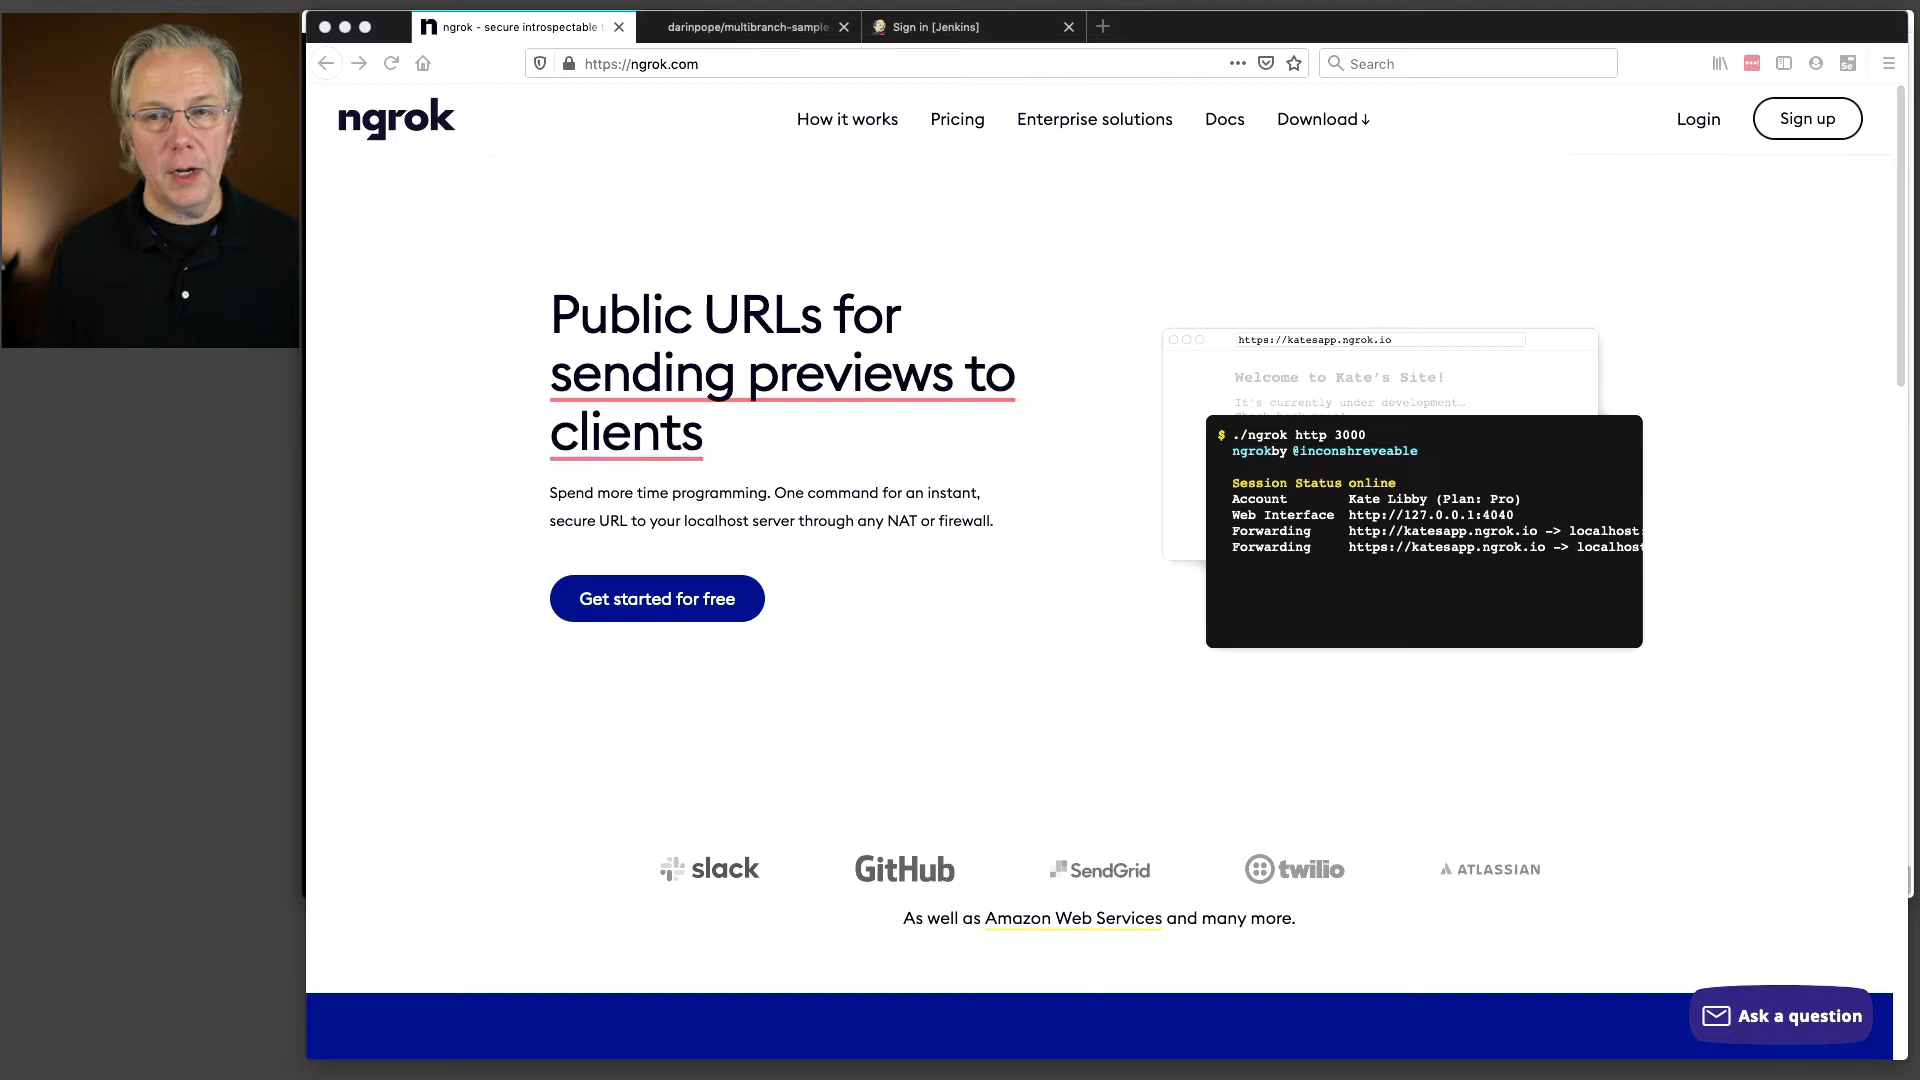 ngrok - secure introspectable t
darinpope/multibranch-sample-
Sign in [Jenkins]
https://ngrok.com
Search
ngrok
How it works
Pricing
Enterprise solutions
Docs
Download↓
Login
Sign up
Public URLs for
sending previews to
clients
Spend more time programming. One command for an instant,
secure URL to your localhost server through any NAT or firewall.
Get started for free
https://katesapp.ngrok.io
Welcome to Kate's Site!
It's currently under development…
$ ./ngrok http 3000
ngrokby @inconshreveable
Session Status online
Account Kate Libby (Plan: Pro)
Web Interface http://127.0.0.1:4040
Forwarding http://katesapp.ngrok.io -> localhost:
Forwarding https://katesapp.ngrok.io -> localhost
slack
GitHub
SendGrid
twilio
ATLASSIAN
As well as Amazon Web Services and many more.
Ask a question